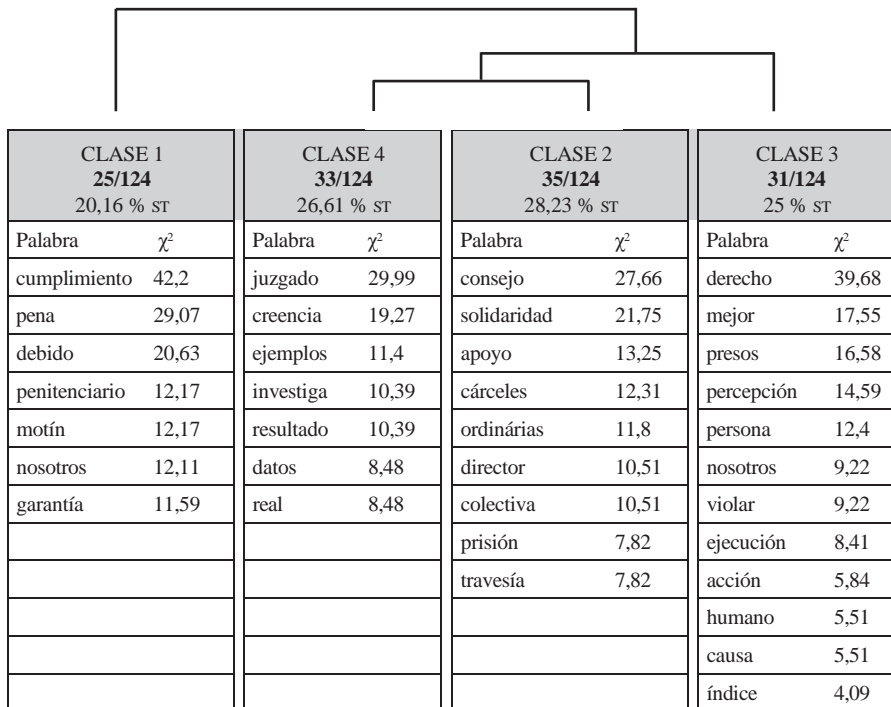 CLASE 1
25/124
20,16 % ST
Palabra χ²
cumplimiento 42,2
pena 29,07
debido 20,63
penitenciario 12,17
motín 12,17
nosotros 12,11
garantía 11,59
CLASE 4
33/124
26,61 % ST
Palabra χ²
juzgado 29,99
creencia 19,27
ejemplos 11,4
investiga 10,39
resultado 10,39
datos 8,48
real 8,48
CLASE 2
35/124
28,23 % ST
Palabra χ²
consejo 27,66
solidaridad 21,75
apoyo 13,25
cárceles 12,31
ordinárias 11,8
director 10,51
colectiva 10,51
prisión 7,82
travesía 7,82
CLASE 3
31/124
25 % ST
Palabra χ²
derecho 39,68
mejor 17,55
presos 16,58
percepción 14,59
persona 12,4
nosotros 9,22
violar 9,22
ejecución 8,41
acción 5,84
humano 5,51
causa 5,51
índice 4,09